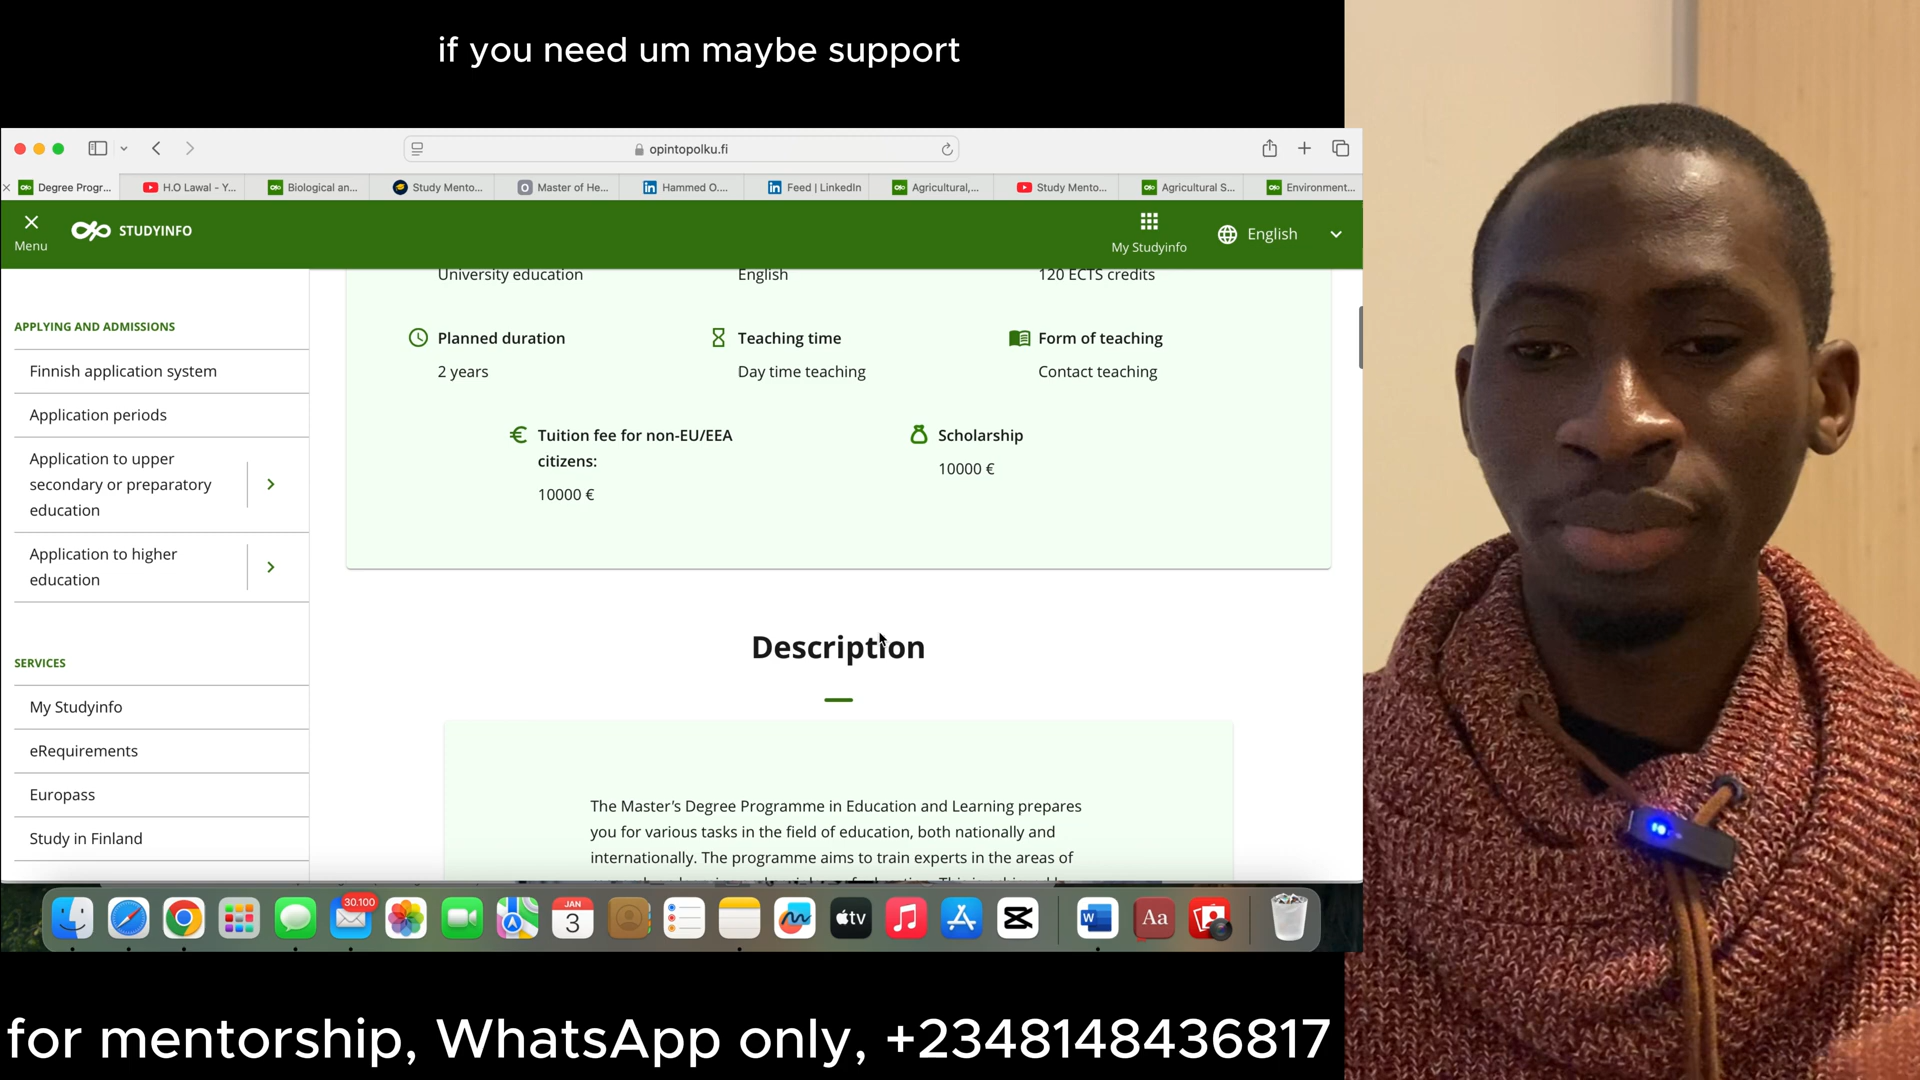 if you need um maybe support
opintopolku.fi
Degree Progr...
H.O Lawal - Y...
Biological an...
Study Mento...
Master of He...
Hammed O....
Feed | LinkedIn
Agricultural,...
Study Mento...
Agricultural S...
Environment...
Menu
STUDYINFO
My Studyinfo
English
APPLYING AND ADMISSIONS
Finnish application system
Application periods
Application to upper
secondary or preparatory
education
Application to higher
education
SERVICES
My Studyinfo
eRequirements
Europass
Study in Finland
University education
English
120 ECTS credits
Planned duration
2 years
Teaching time
Day time teaching
Form of teaching
Contact teaching
Tuition fee for non-EU/EEA
citizens:
10000 €
Scholarship
10000 €
Description
The Master's Degree Programme in Education and Learning prepares
you for various tasks in the field of education, both nationally and
internationally. The programme aims to train experts in the areas of
30.100
JAN
3
tv
W
Aa
for mentorship, WhatsApp only, +2348148436817